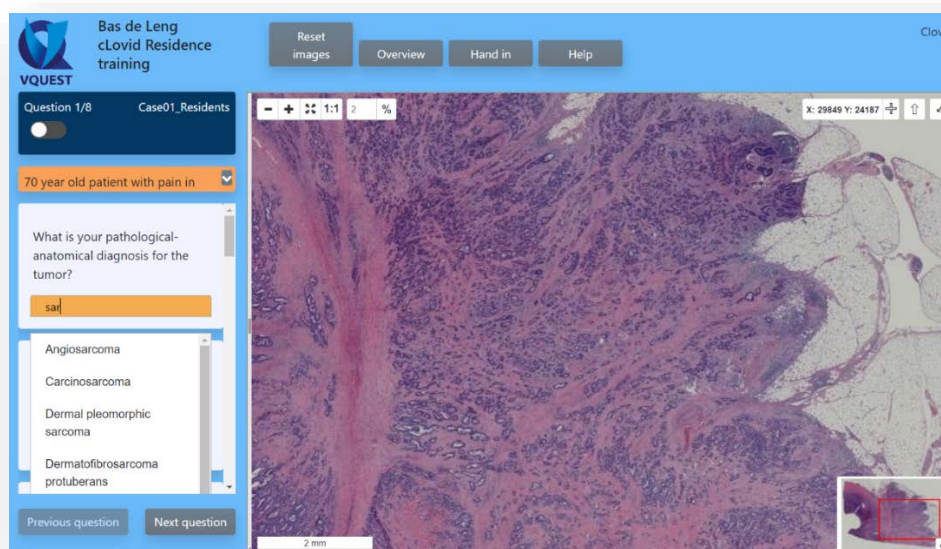 VQUEST
Bas de Leng
cLovid Residence
training
Reset
images
Overview
Hand in
Help
Question 1/8
Case01_Residents
70 year old patient with pain in
What is your pathological-
anatomical diagnosis for the
tumor?
sar
Angiosarcoma
Carcinosarcoma
Dermal pleomorphic
sarcoma
Dermatofibrosarcoma
protuberans
Previous question
Next question
1:1
2
%
X: 29849 Y: 24187
2 mm